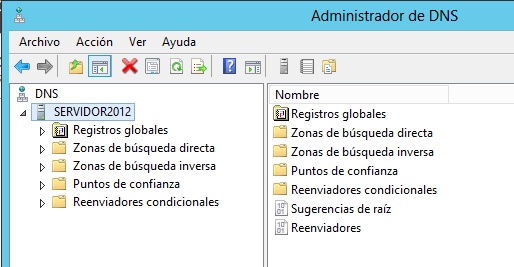 Administrador de DNS
Archivo Acción Ver Ayuda
DNS
SERVIDOR2012
Registros globales
Zonas de búsqueda directa
Zonas de búsqueda inversa
Puntos de confianza
Reenviadores condicionales
Nombre
Registros globales
Zonas de búsqueda directa
Zonas de búsqueda inversa
Puntos de confianza
Reenviadores condicionales
Sugerencias de raíz
Reenviadores